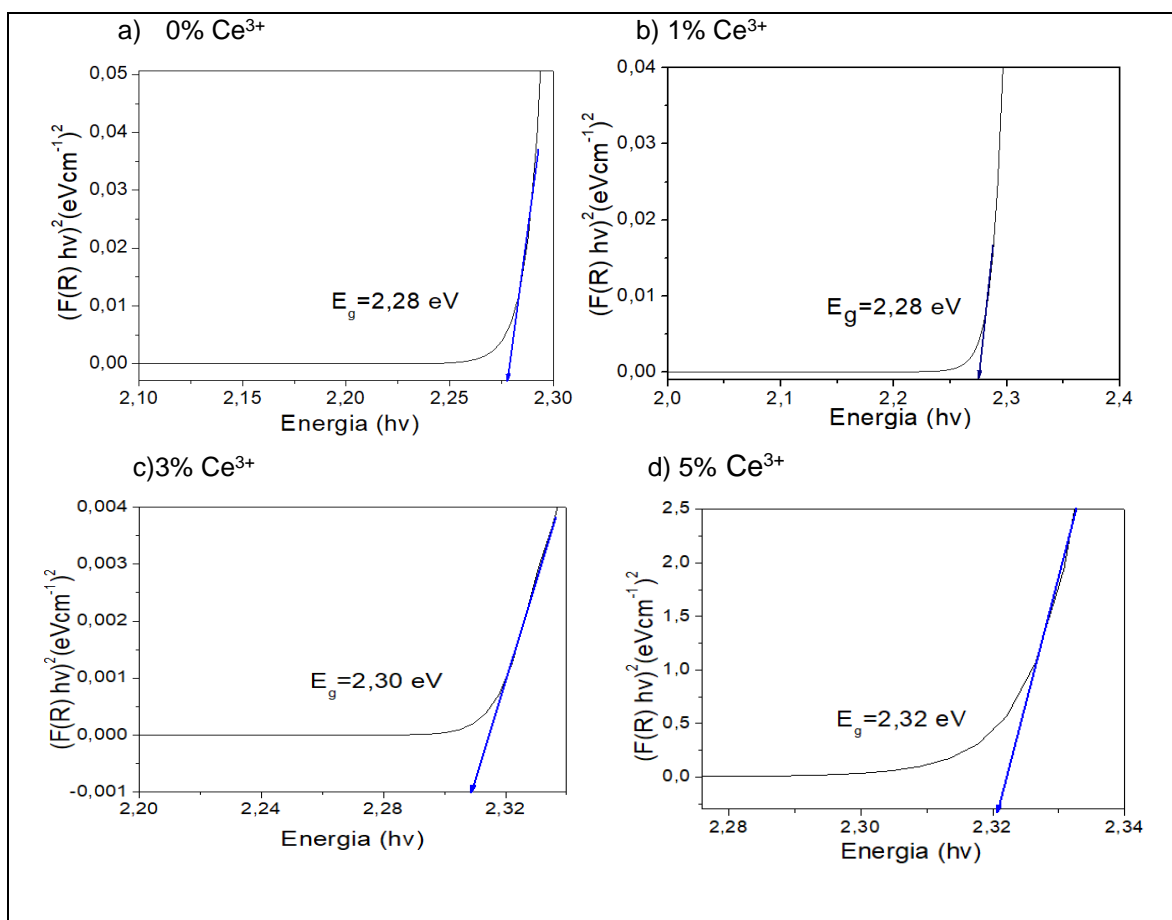 a) 0% Ce³⁺
0,05
0,04
0,03
0,02
0,01
0,00
(F(R) hv)²(eVcm⁻¹)²
E_g=2,28 eV
2,10 2,15 2,20 2,25 2,30
Energia (hv)
b) 1% Ce³⁺
0,04
0,03
0,02
0,01
0,00
(F(R) hv)²(eVcm⁻¹)²
Eg=2,28 eV
2,0 2,1 2,2 2,3 2,4
Energia (hv)
c)3% Ce³⁺
0,004
0,003
0,002
0,001
0,000
-0,001
(F(R) hv)²(eVcm⁻¹)²
E_g=2,30 eV
2,20 2,24 2,28 2,32
Energia (hv)
d) 5% Ce³⁺
2,5
2,0
1,5
1,0
0,5
0,0
(F(R) hv)²(eVcm⁻¹)²
E_g=2,32 eV
2,28 2,30 2,32 2,34
Energia (hv)